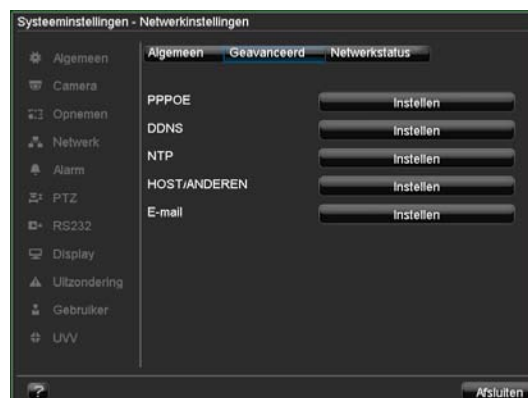 Systeeminstellingen - Netwerkinstellingen
Algemeen
Camera
Opnemen
Netwerk
Alarm
PTZ
RS232
Display
Uitzondering
Gebruiker
UVV
Algemeen Geavanceerd Netwerkstatus
PPPOE Instellen
DDNS Instellen
NTP Instellen
HOST/ANDEREN Instellen
E-mail Instellen
?
Afsluiten